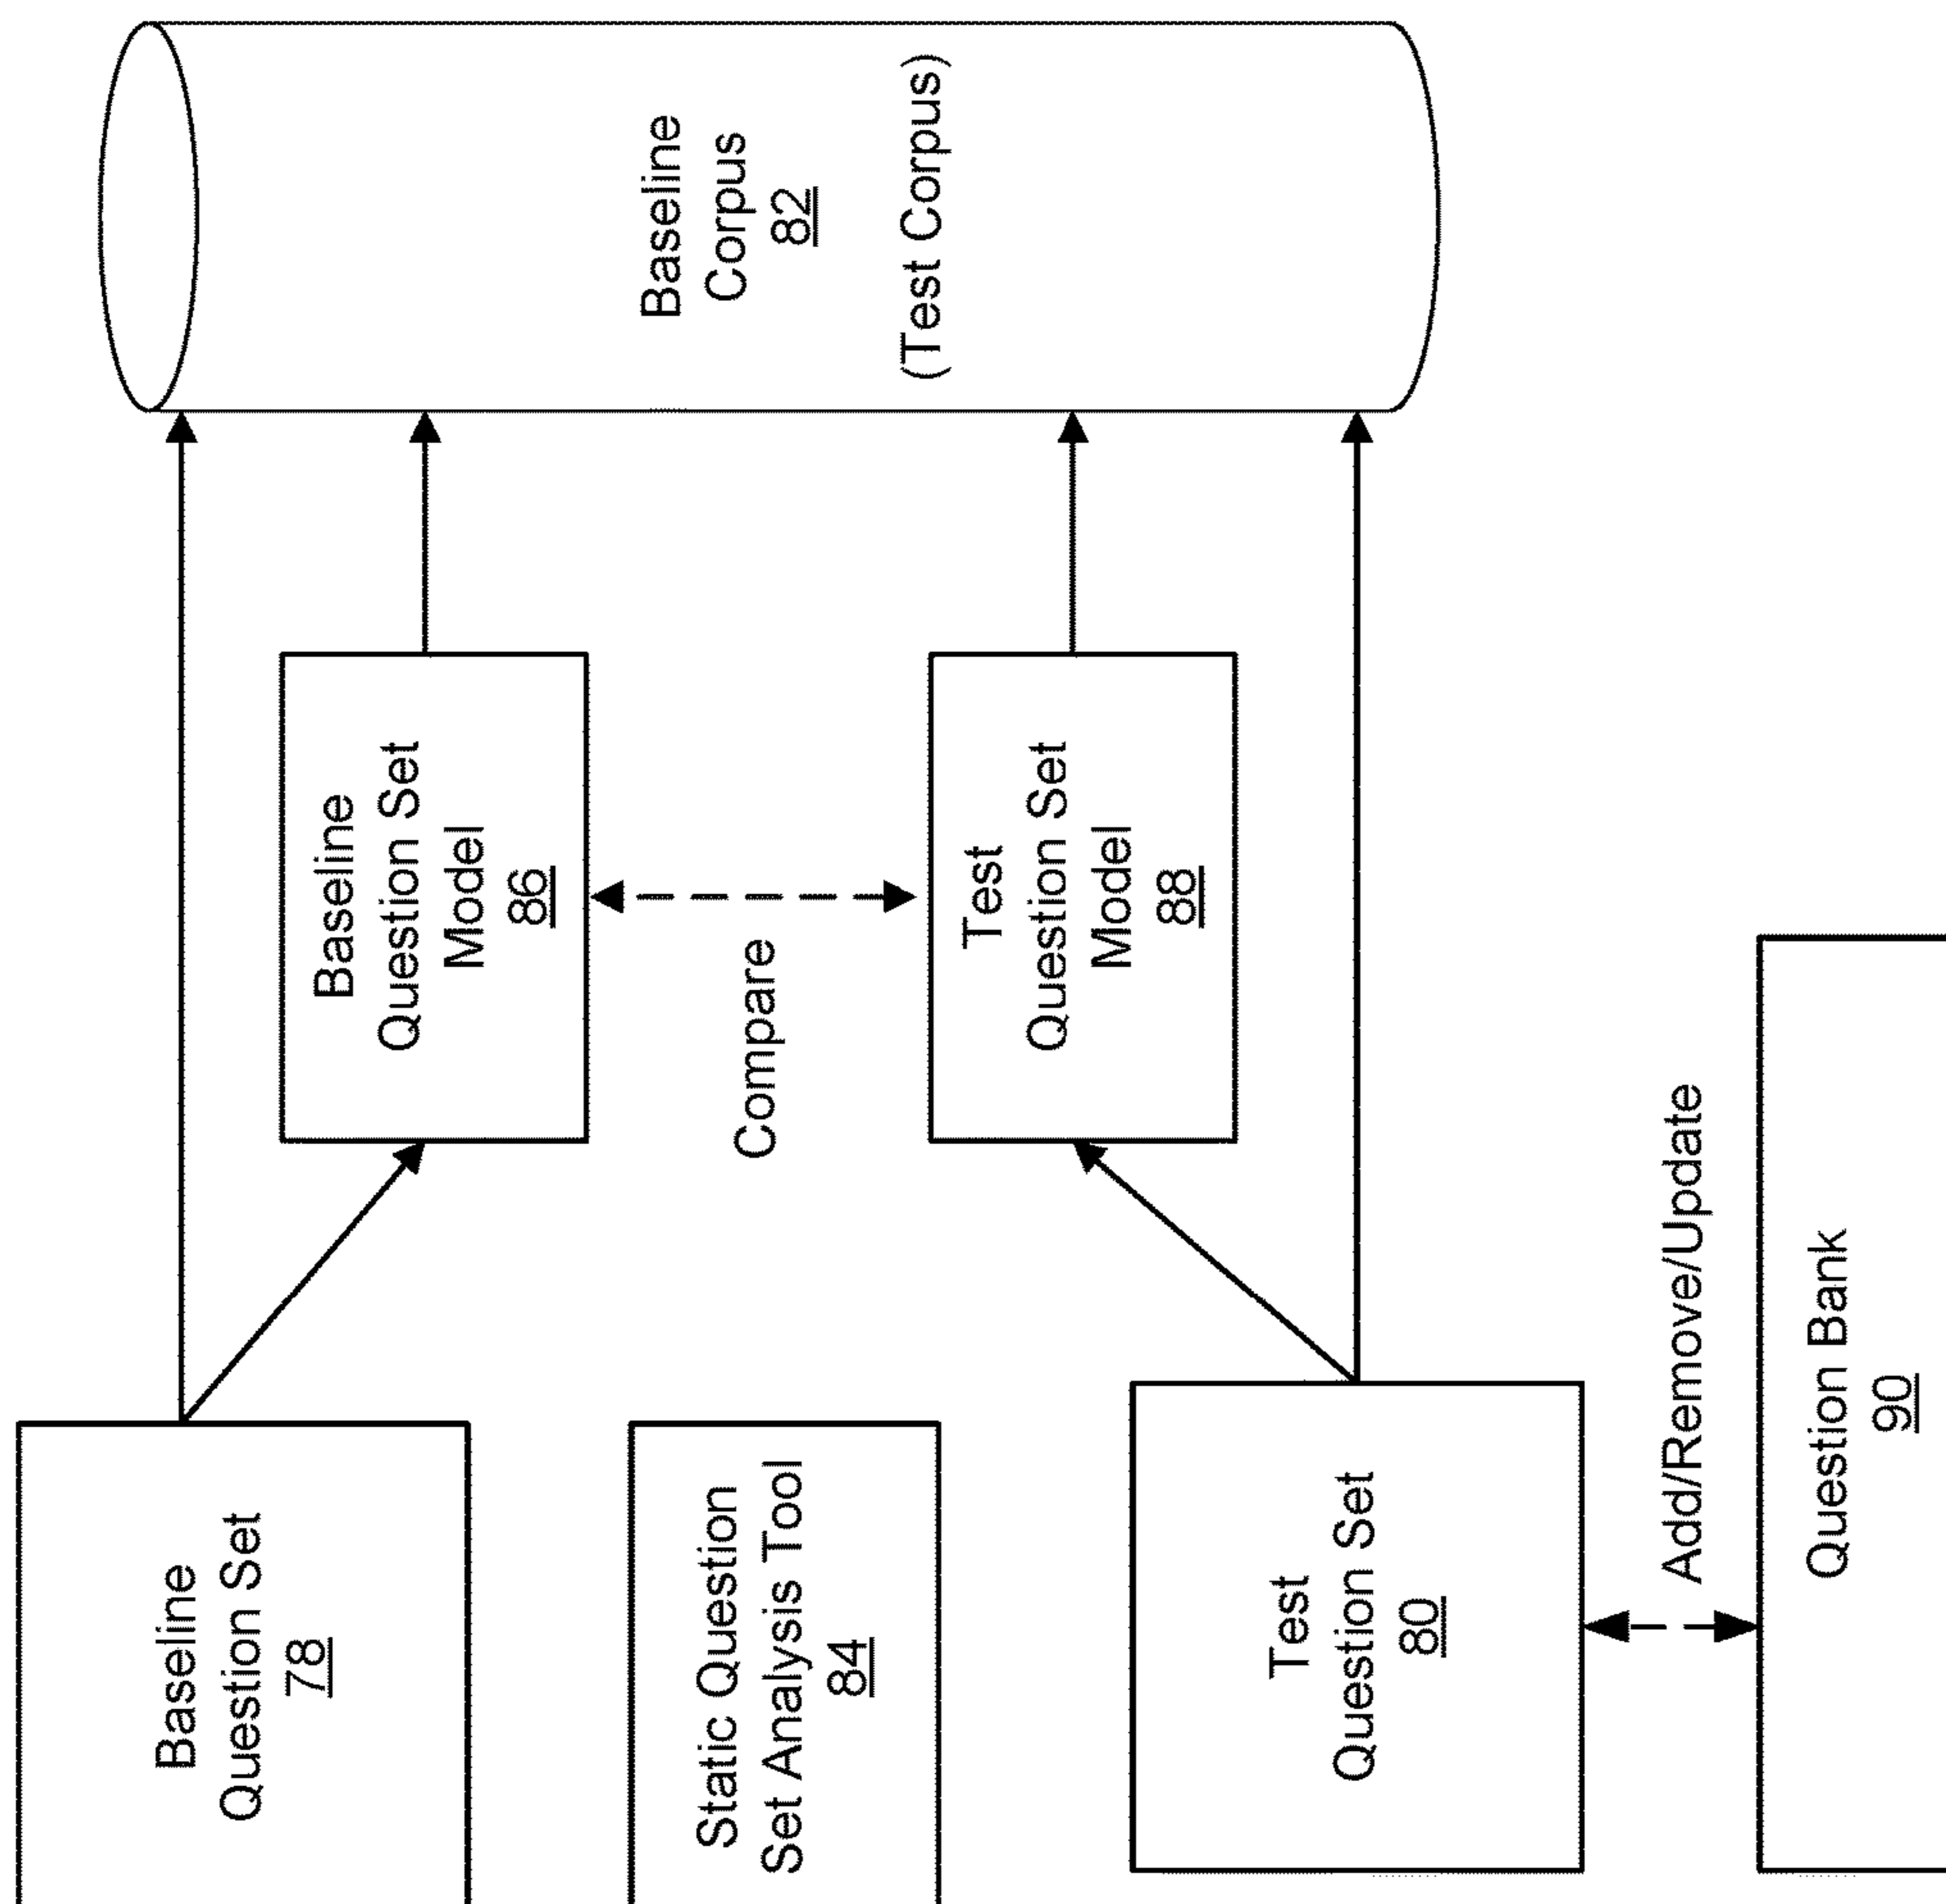 Baseline
Question Set
78
Static Question
Set Analysis Tool
84
Test
Question Set
80
Add/Remove/Update
Question Bank
90
Baseline
Question Set
Model
86
Compare
Test
Question Set
Model
88
Baseline
Corpus
82
(Test Corpus)